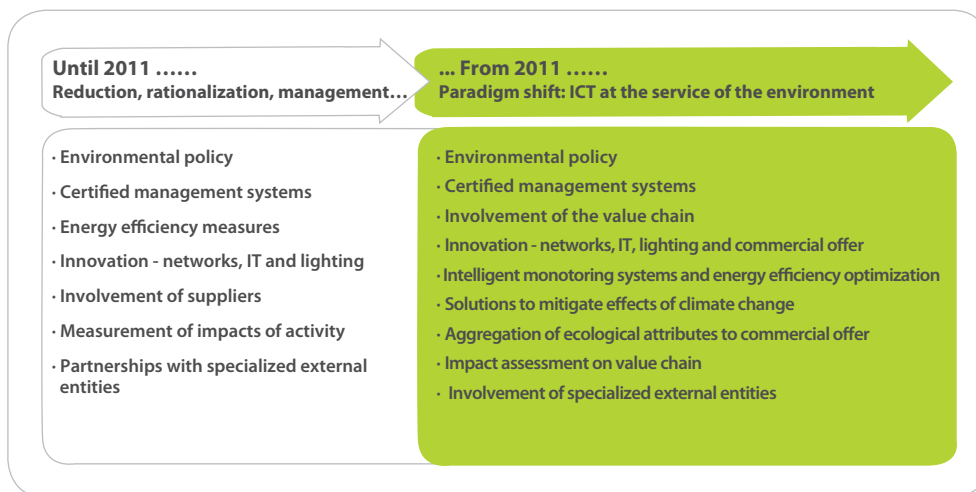 Until 2011 ......
Reduction, rationalization, management...
· Environmental policy
· Certified management systems
· Energy efficiency measures
· Innovation - networks, IT and lighting
· Involvement of suppliers
· Measurement of impacts of activity
· Partnerships with specialized external
entities
... From 2011 ......
Paradigm shift: ICT at the service of the environment
· Environmental policy
· Certified management systems
· Involvement of the value chain
· Innovation - networks, IT, lighting and commercial offer
· Intelligent monotoring systems and energy efficiency optimization
· Solutions to mitigate effects of climate change
· Aggregation of ecological attributes to commercial offer
· Impact assessment on value chain
· Involvement of specialized external entities